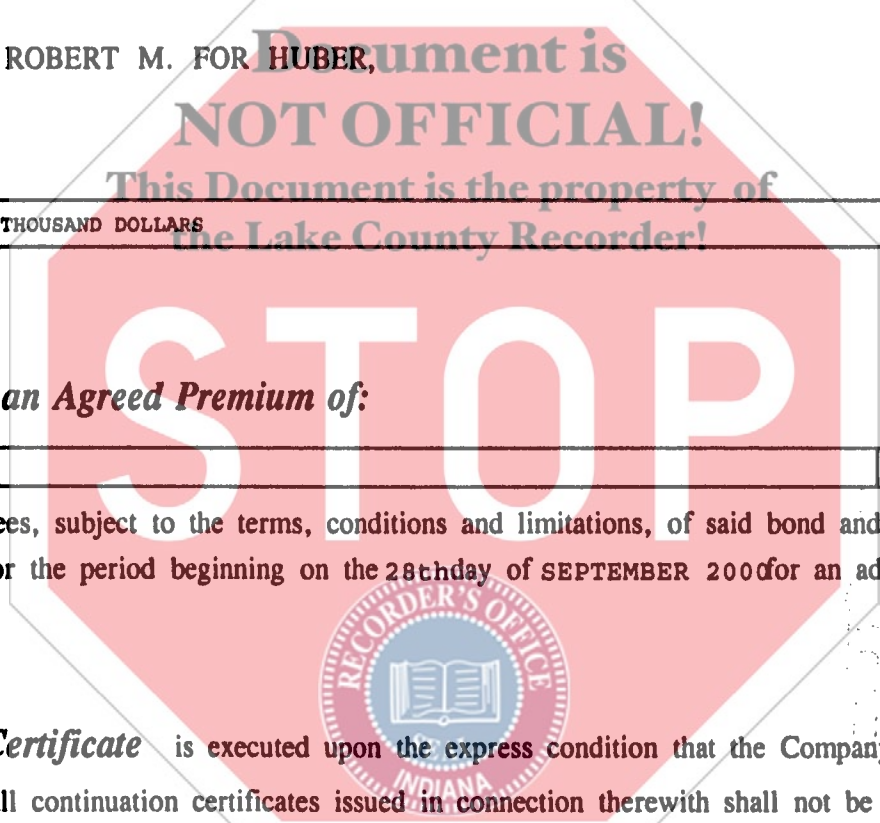 ROBERT M. FOR HUBER,
Document is
NOT OFFICIAL!
This Document is the property of
the Lake County Recorder!
THOUSAND DOLLARS
STOP
an Agreed Premium of:
ees, subject to the terms, conditions and limitations, of said bond and
or the period beginning on the 28thday of SEPTEMBER 2000for an ad
RECORDER'S OFFICE
INDIANA
Certificate is executed upon the express condition that the Company
ll continuation certificates issued in connection therewith shall not be